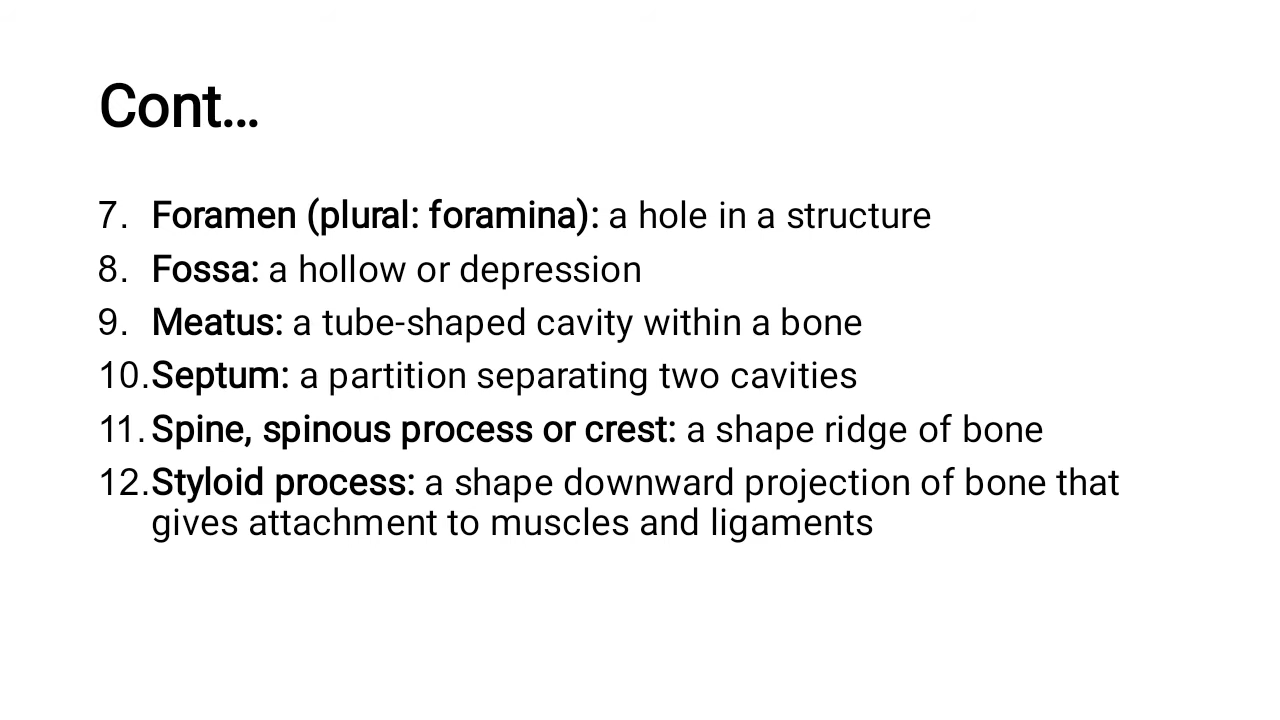 Cont...
7. Foramen (plural: foramina): a hole in a structure
8. Fossa: a hollow or depression
9. Meatus: a tube-shaped cavity within a bone
10.Septum: a partition separating two cavities
11. Spine, spinous process or crest: a shape ridge of bone
12.Styloid process: a shape downward projection of bone that
gives attachment to muscles and ligaments